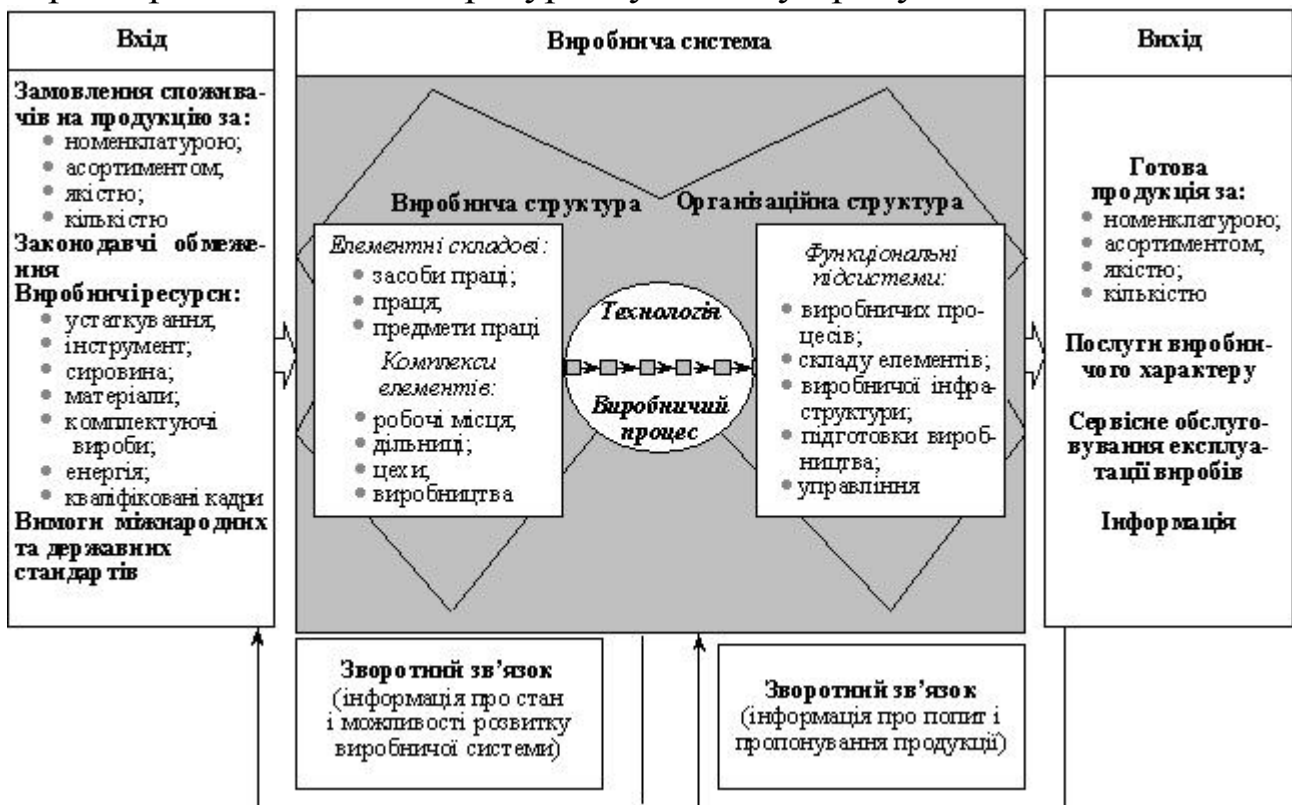 Вхід
Замовлення спожива-
чів на продукцію за:
номенклатурою;
асортиментом;
якістю;
кількістю
Законодавчі обмеже-
ння
Виробничі ресурси:
устаткування;
інструмент;
сировина;
матеріали;
комплектуючі
вироби;
енергія;
кваліфіковані кадри
Вимоги міжнародних
та державних
стандартів
Виробнича система
Виробнича структура
Елементні складові:
засоби праці;
праця;
предмети праці
Комплекси
елементів:
робочі місця;
дільниці;
цехи;
виробництва
Технологія
Виробничий
процес
Організаційна структура
Функціональні
підсистеми:
виробничих про-
цесів;
складу елементів;
виробничої інфра-
структури;
підготовки вироб-
ництва;
управління
Вихід
Готова
продукція за:
номенклатурою;
асортиментом;
якістю;
кількістю
Послуги виробни-
чого характеру
Сервісне обслуго-
вування експлуа-
тації виробів
Інформація
Зворотний зв’язок
(інформація про стан
і можливості розвитку
виробничої системи)
Зворотний зв’язок
(інформація про попит і
пропонування продукції)